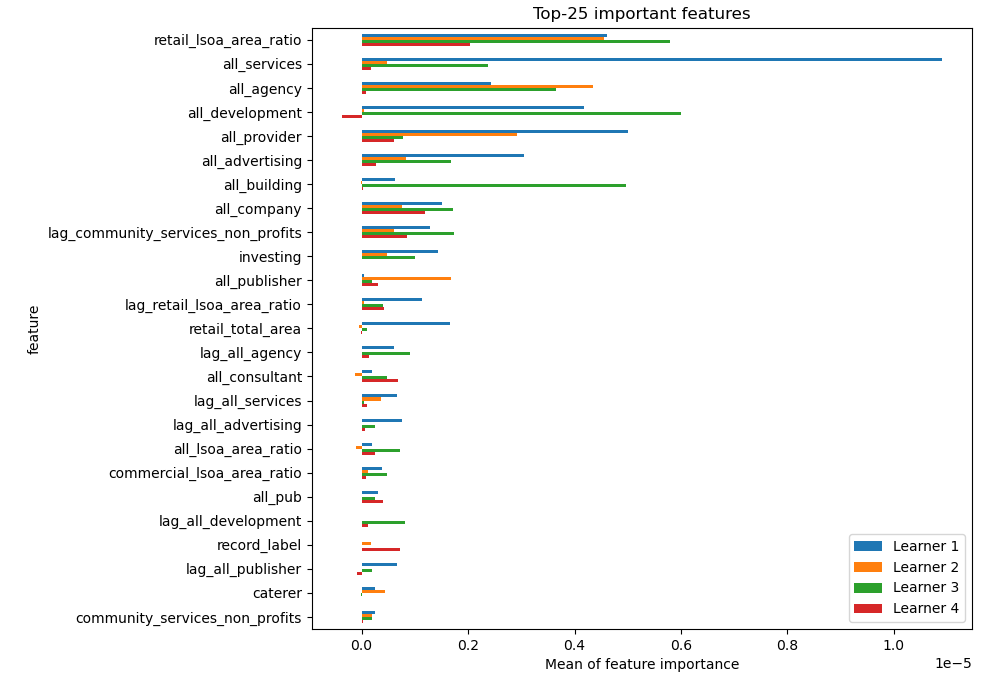 Top-25 important features
retail_lsoa_area_ratio
all_services
all_agency
all_development
all_provider
all_advertising
all_building
all_company
lag_community_services_non_profits
investing
all_publisher
lag_retail_lsoa_area_ratio
retail_total_area
lag_all_agency
all_consultant
lag_all_services
lag_all_advertising
all_lsoa_area_ratio
commercial_lsoa_area_ratio
all_pub
lag_all_development
record_label
lag_all_publisher
caterer
community_services_non_profits
feature
Learner 1
Learner 2
Learner 3
Learner 4
0.0 0.2 0.4 0.6 0.8 1.0
1e−5
Mean of feature importance